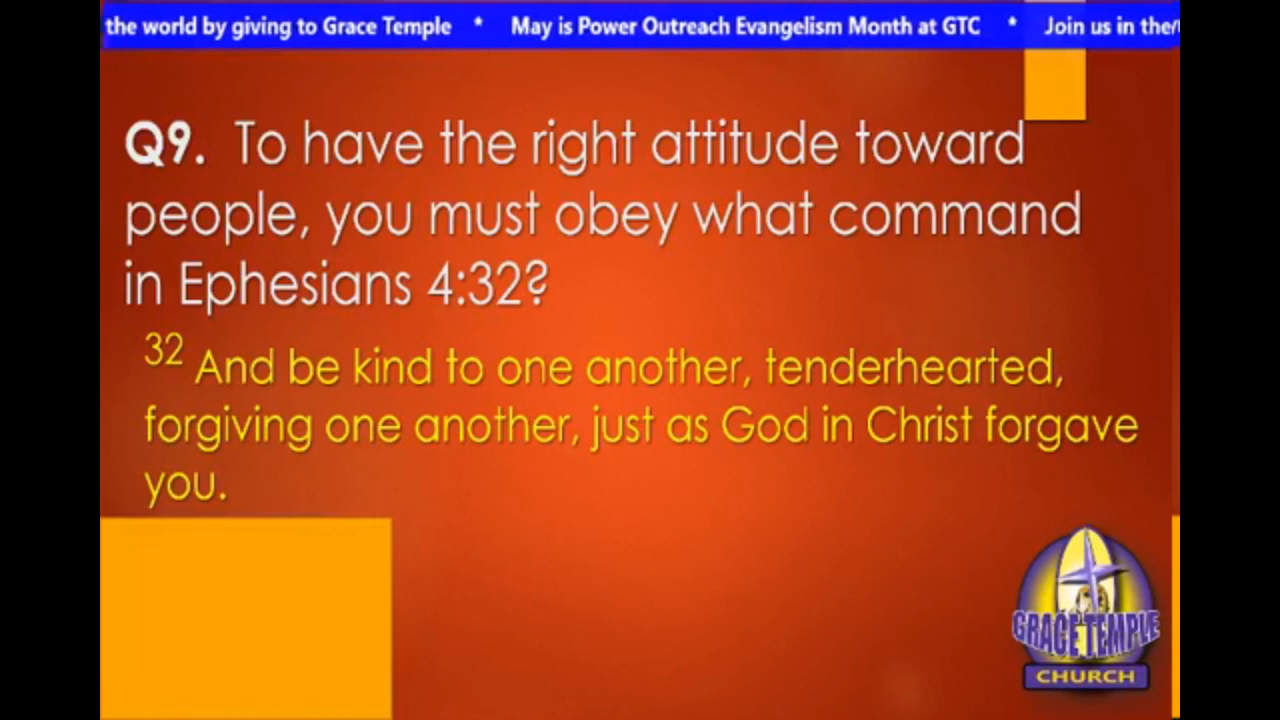 the world by giving to Grace Temple * May is Power Outreach Evangelism Month at GTC * Join us in the
Q9. To have the right attitude toward
people, you must obey what command
in Ephesians 4:32?
32 And be kind to one another, tenderhearted,
forgiving one another, just as God in Christ forgave
you.
GRACE TEMPLE
CHURCH